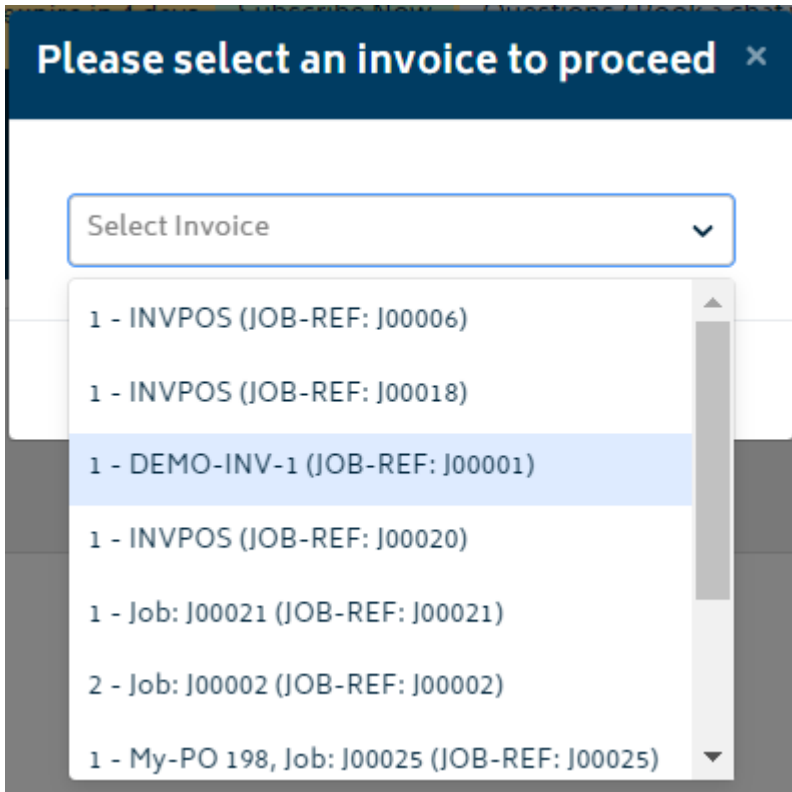 Subscribe Now
Please select an invoice to proceed ×
Select Invoice
1 - INVPOS (JOB-REF: J00006)
1 - INVPOS (JOB-REF: J00018)
1 - DEMO-INV-1 (JOB-REF: J00001)
1 - INVPOS (JOB-REF: J00020)
1 - Job: J00021 (JOB-REF: J00021)
2 - Job: J00002 (JOB-REF: J00002)
1 - My-PO 198, Job: J00025 (JOB-REF: J00025)